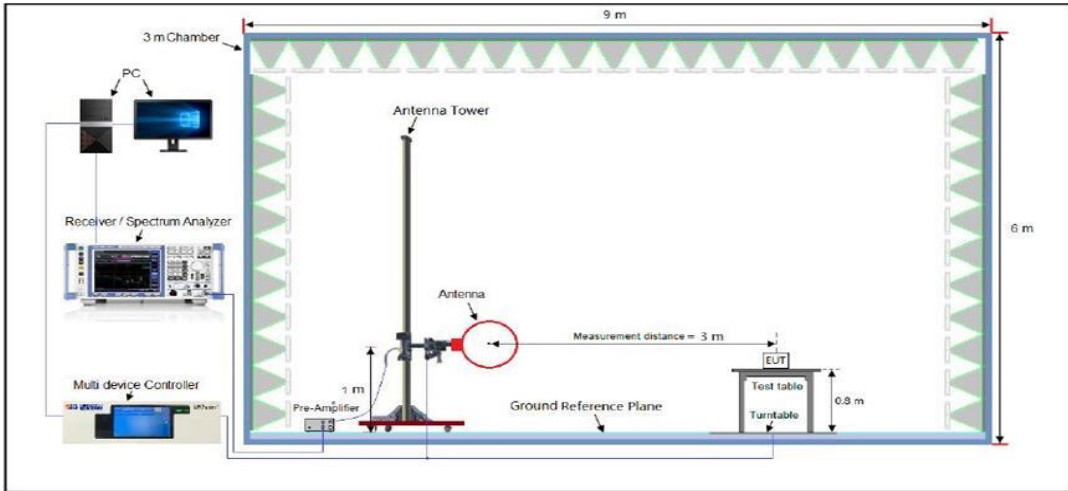 9 m
3 m Chamber
PC
Antenna Tower
Receiver / Spectrum Analyzer
6 m
Antenna
Measurement distance = 3 m
EUT
Multi device Controller
1 m
Test table
0.8 m
Pre-Amplifier
Ground Reference Plane
Turntable